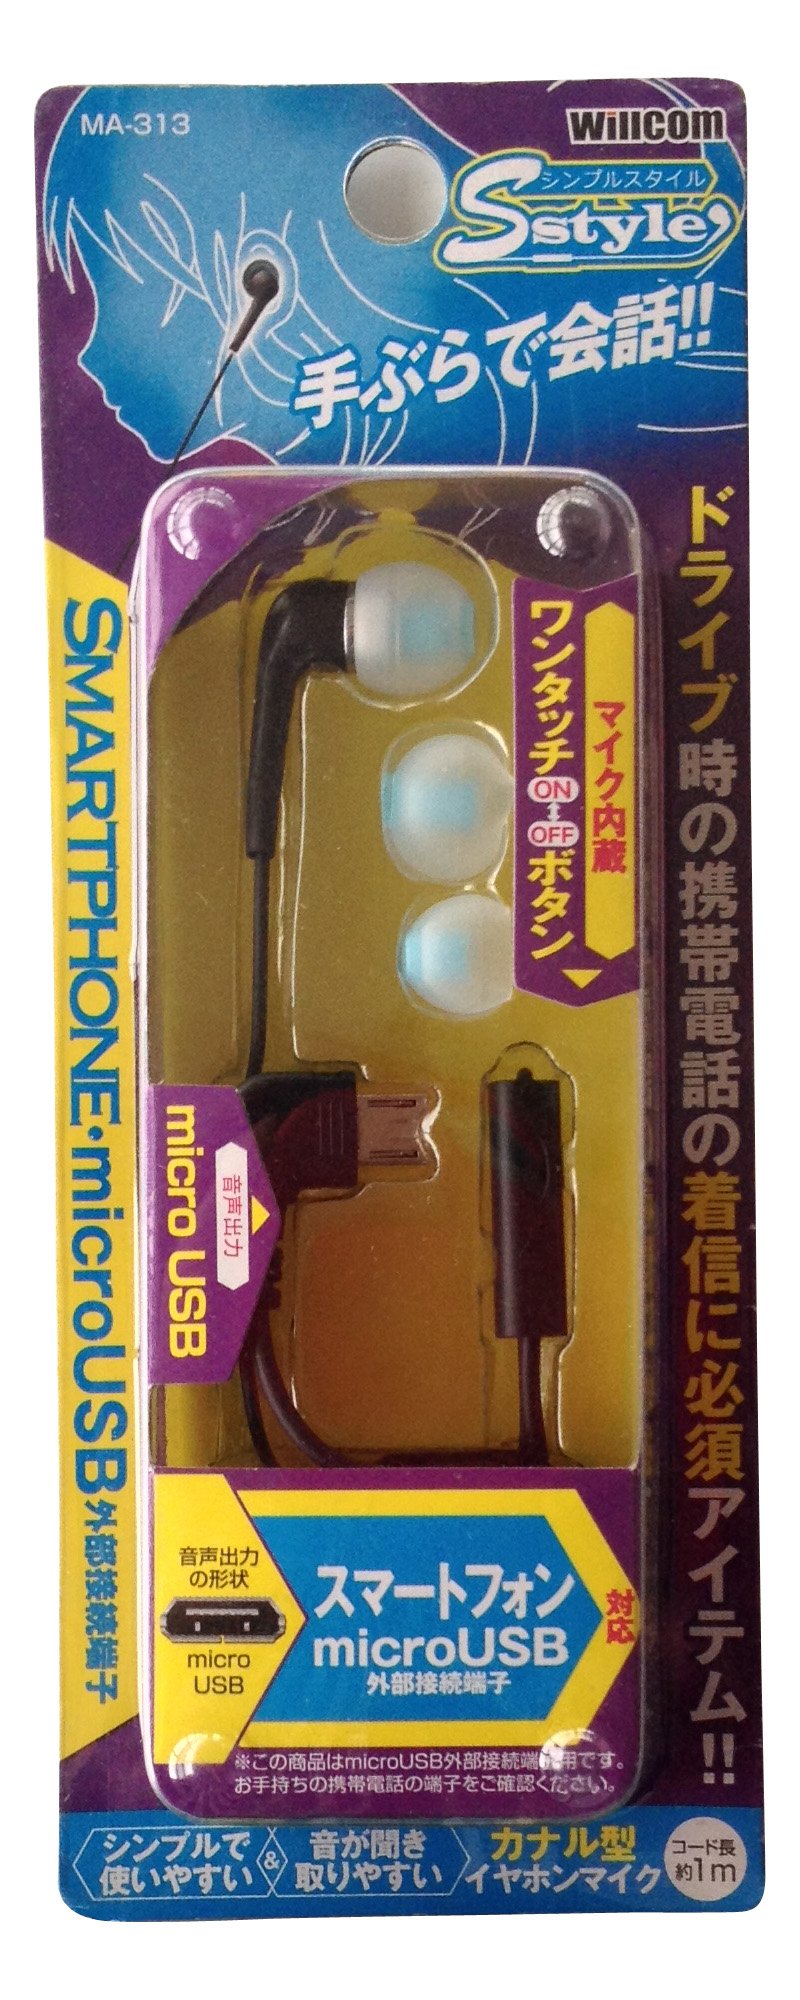 MA-313
WillCom
シンプルスタイル
Sstyle
手ぶらで会話!!
ドライブ時の携帯電話の着信に必須アイテム!!
SMARTPHONE・microUSB外部接続端子
マイク内蔵
ワンタッチON↕OFFボタン
音声出力
micro USB
音声出力
の形状
micro
USB
スマートフォン
microUSB
外部接続端子
対応
※この商品はmicroUSB外部接続端子用です。
お手持ちの携帯電話の端子をご確認ください。
シンプルで
使いやすい
&
音が聞き
取りやすい
カナル型
イヤホンマイク
コード長
約1m